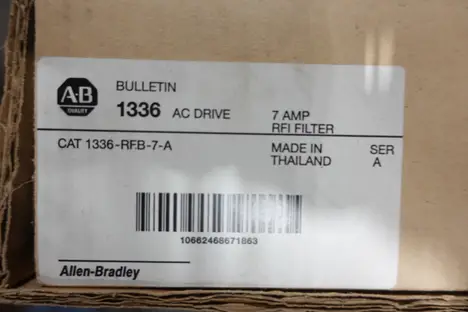 A-B
QUALITY
BULLETIN
1336 AC DRIVE
7 AMP
RFI FILTER
CAT 1336-RFB-7-A
MADE IN
THAILAND
SER
A
10662468671863
Allen-Bradley